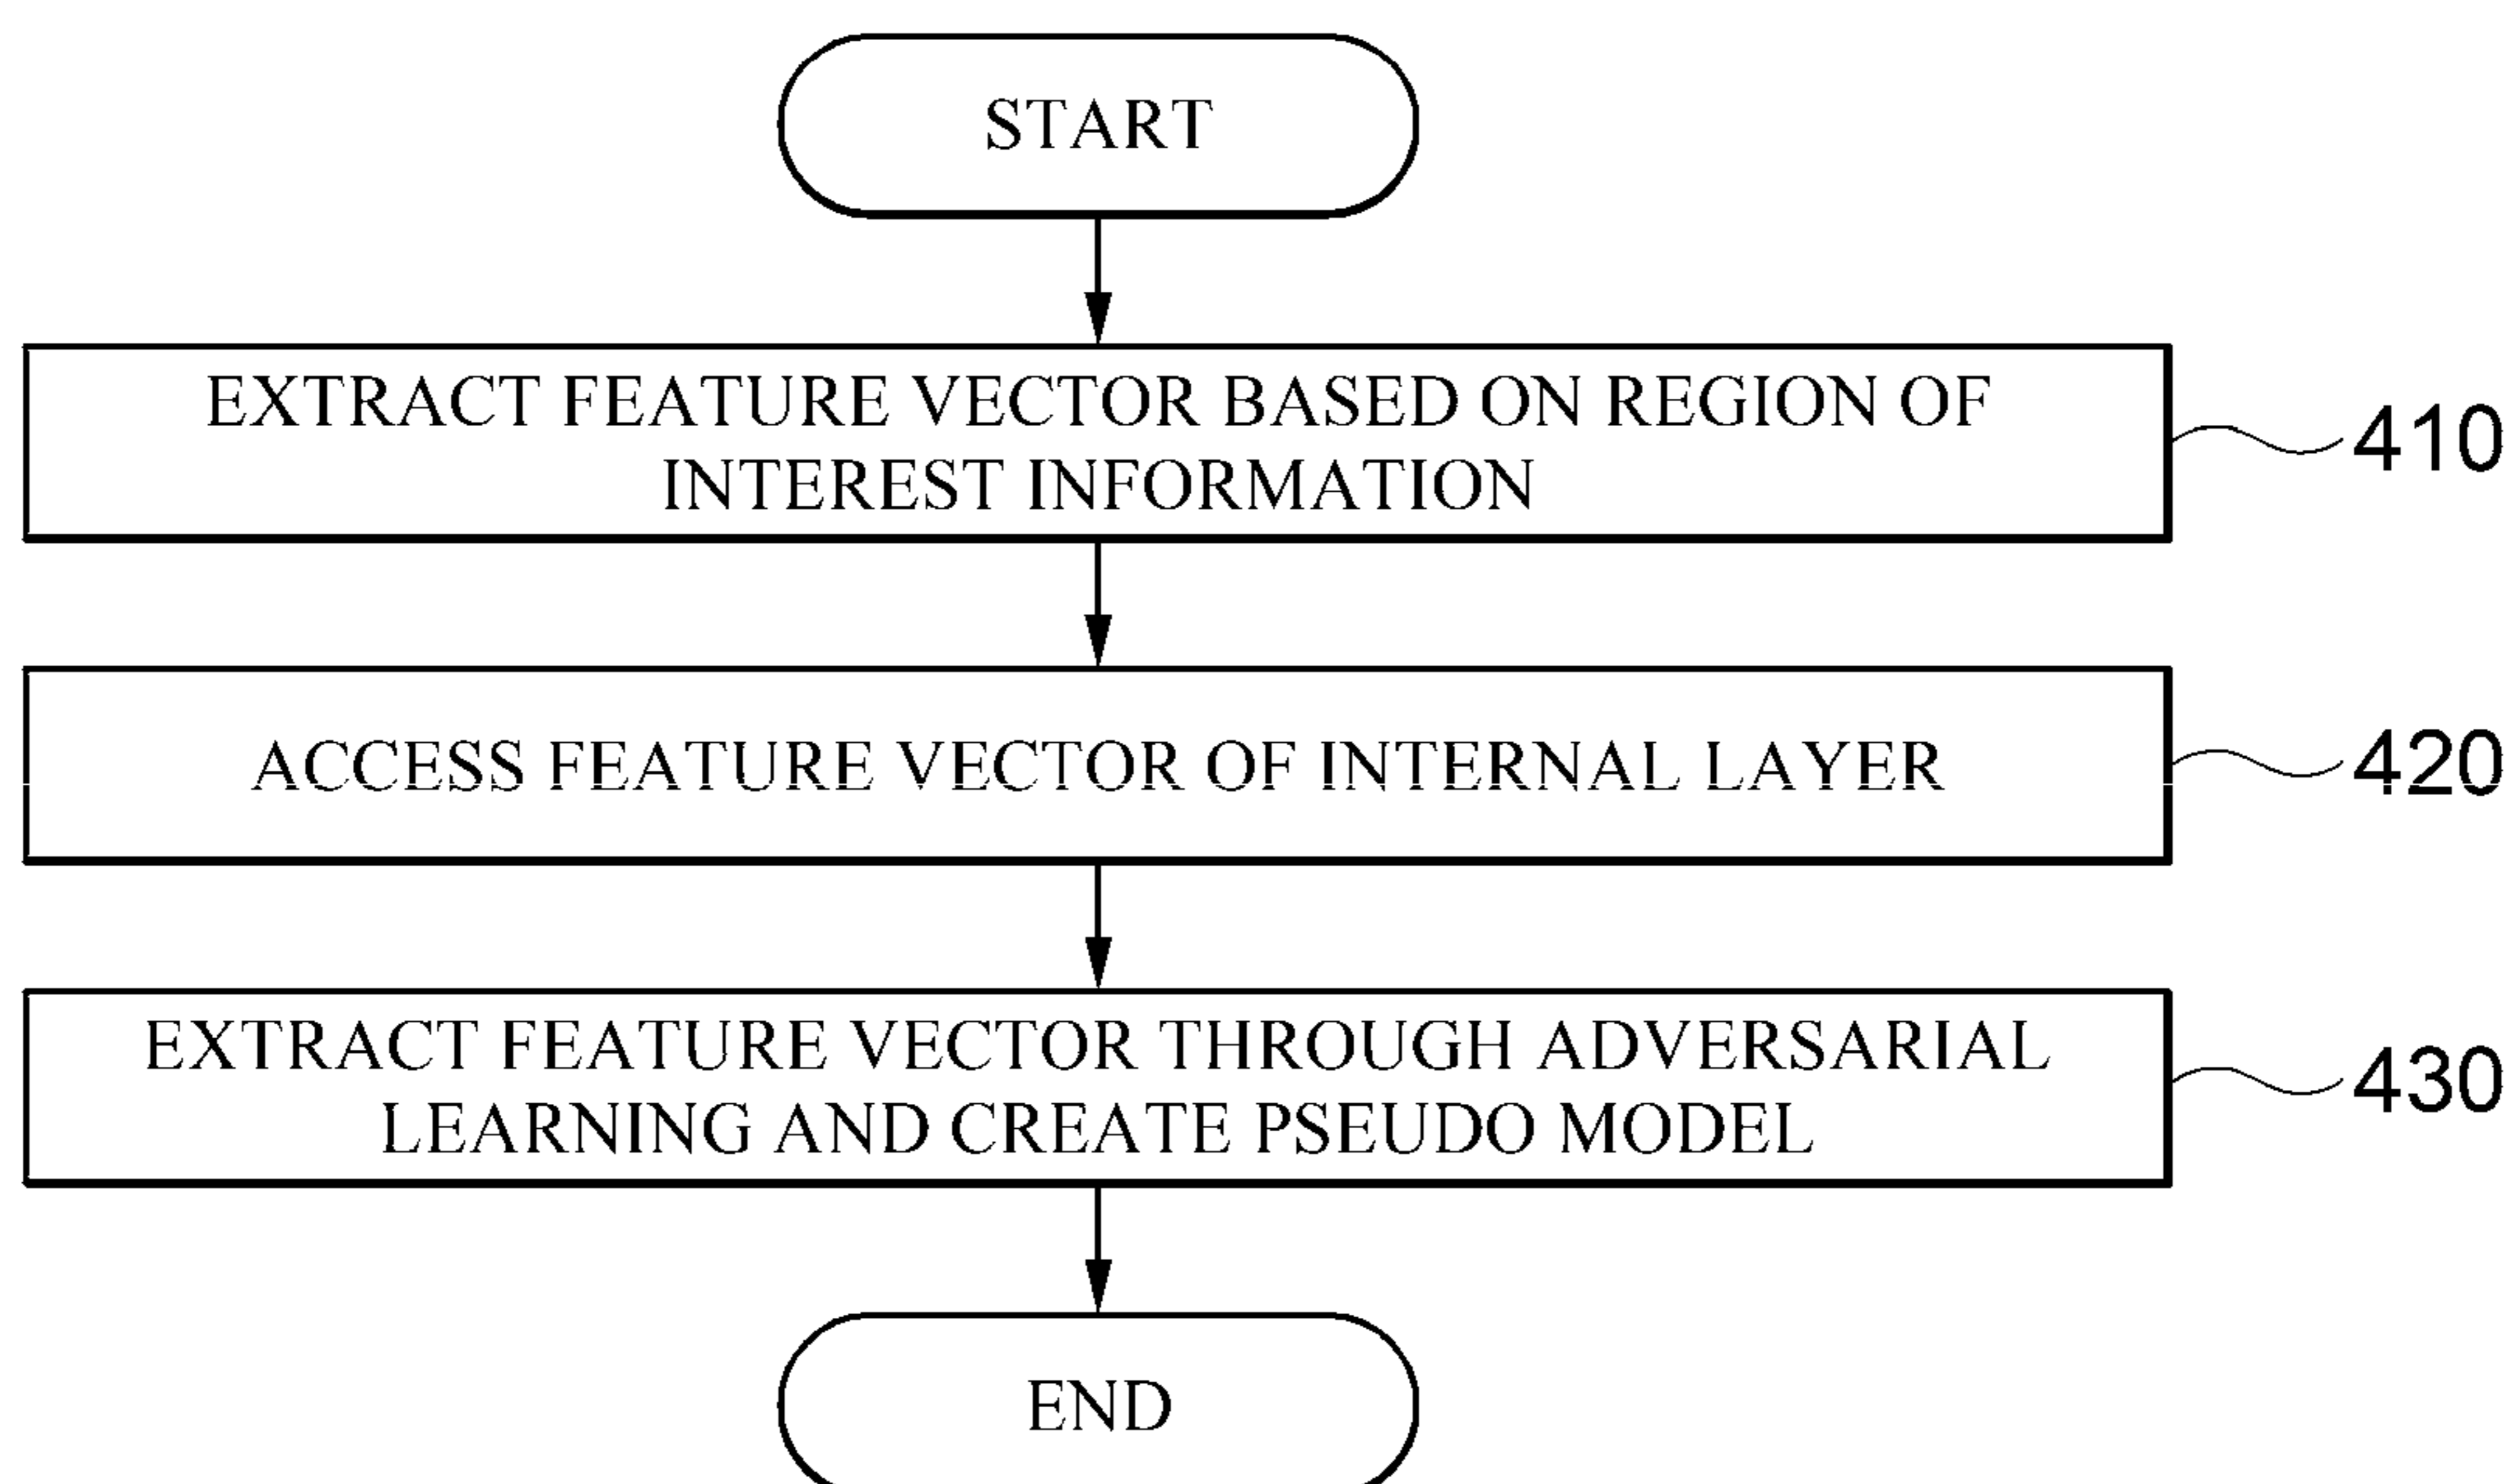 START
EXTRACT FEATURE VECTOR BASED ON REGION OF
INTEREST INFORMATION
410
ACCESS FEATURE VECTOR OF INTERNAL LAYER
420
EXTRACT FEATURE VECTOR THROUGH ADVERSARIAL
LEARNING AND CREATE PSEUDO MODEL
430
END